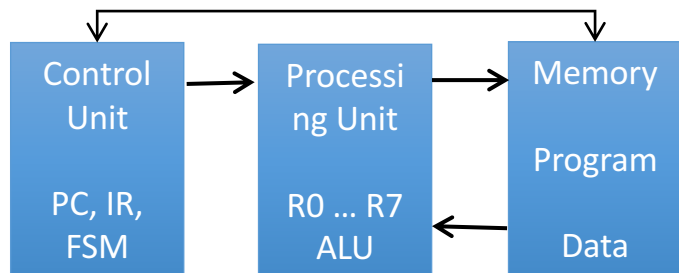 Control
Unit
PC, IR,
FSM
Processi
ng Unit
R0 ... R7
ALU
Memory
Program
Data